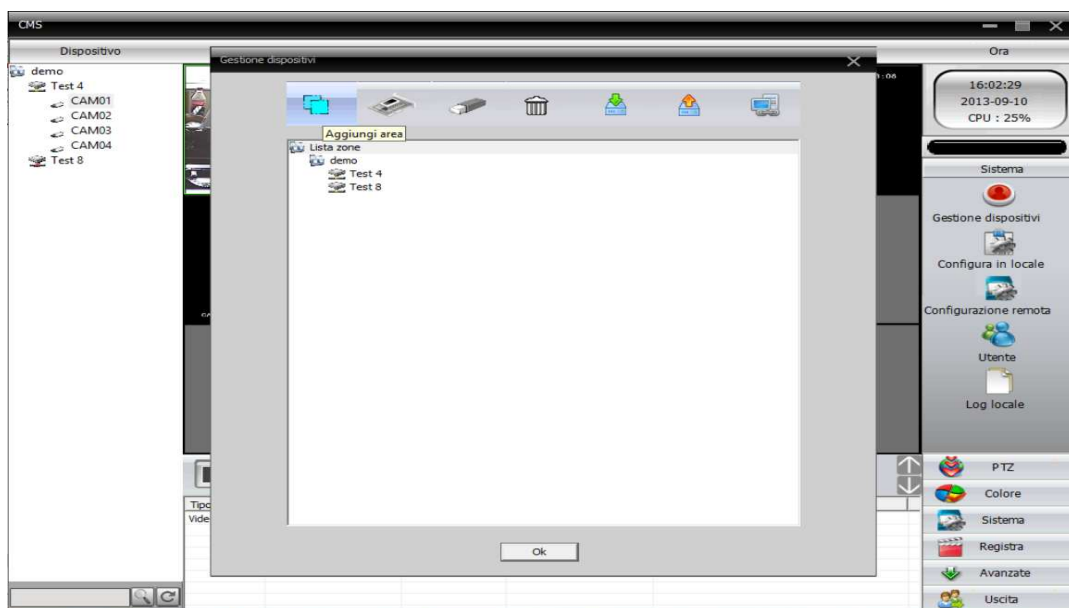 CMS
Dispositivo
demo
Test 4
CAM01
CAM02
CAM03
CAM04
Test 8
Gestione dispositivi
Aggiungi area
Lista zone
demo
Test 4
Test 8
Ok
Ora
16:02:29
2013-09-10
CPU : 25%
Sistema
Gestione dispositivi
Configura in locale
Configurazione remota
Utente
Log locale
PTZ
Colore
Sistema
Registra
Avanzate
Uscita